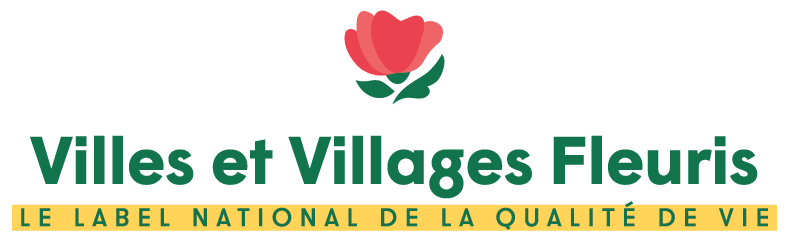 Villes et Villages Fleuris
LE LABEL NATIONAL DE LA QUALITÉ DE VIE